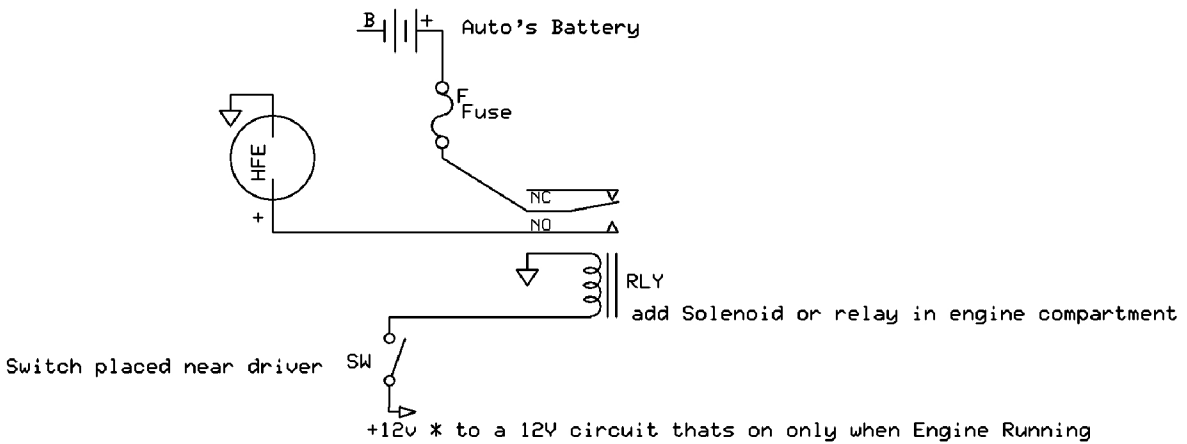 B + Auto's Battery
F
Fuse
HFE
+
NC
NO
RLY
add Solenoid or relay in engine compartment
Switch placed near driver SW
+12v * to a 12V circuit thats on only when Engine Running